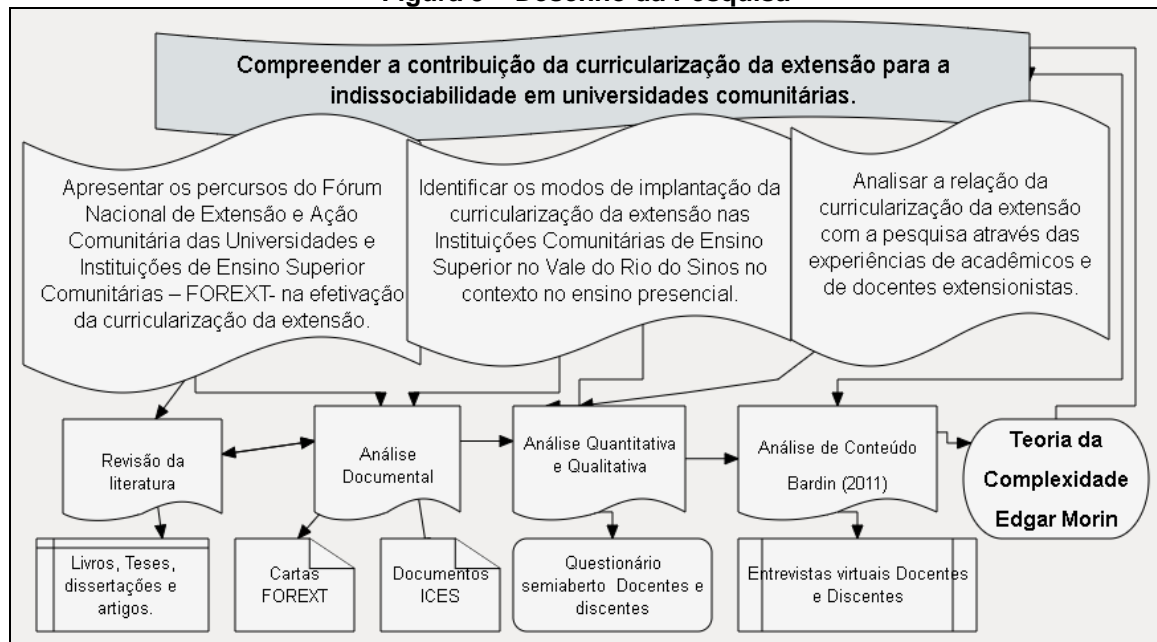 Compreender a contribuição da curricularização da extensão para a
indissociabilidade em universidades comunitárias.
Apresentar os percursos do Fórum
Nacional de Extensão e Ação
Comunitária das Universidades e
Instituições de Ensino Superior
Comunitárias – FOREXT- na efetivação
da curricularização da extensão.
Identificar os modos de implantação da
curricularização da extensão nas
Instituições Comunitárias de Ensino
Superior no Vale do Rio do Sinos no
contexto no ensino presencial.
Analisar a relação da
curricularização da extensão
com a pesquisa através das
experiências de acadêmicos e
de docentes extensionistas.
Revisão da
literatura
Análise
Documental
Análise Quantitativa
e Qualitativa
Análise de Conteúdo
Bardin (2011)
Teoria da
Complexidade
Edgar Morin
Livros, Teses,
dissertações e
artigos.
Cartas
FOREXT
Documentos
ICES
Questionário
semiaberto Docentes e
discentes
Entrevistas virtuais Docentes
e Discentes